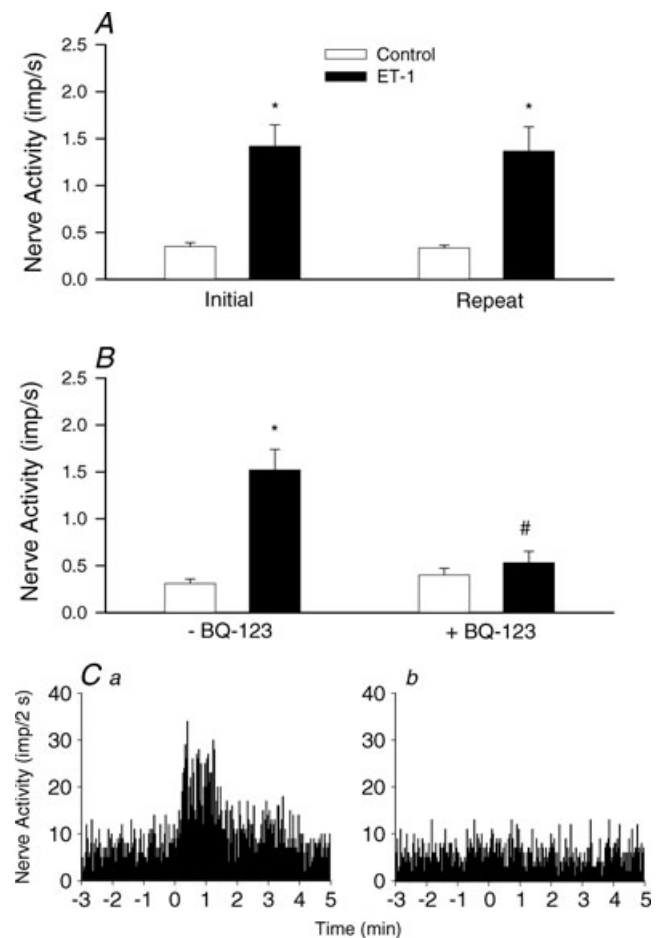 A
Nerve Activity (imp/s)
2.5
2.0
1.5
1.0
0.5
0.0
Control
ET-1
*
*
Initial
Repeat
B
Nerve Activity (imp/s)
2.5
2.0
1.5
1.0
0.5
0.0
*
#
- BQ-123
+ BQ-123
C a
Nerve Activity (imp/2 s)
40
30
20
10
0
-3 -2 -1 0 1 2 3 4 5
b
40
30
20
10
0
-3 -2 -1 0 1 2 3 4 5
Time (min)